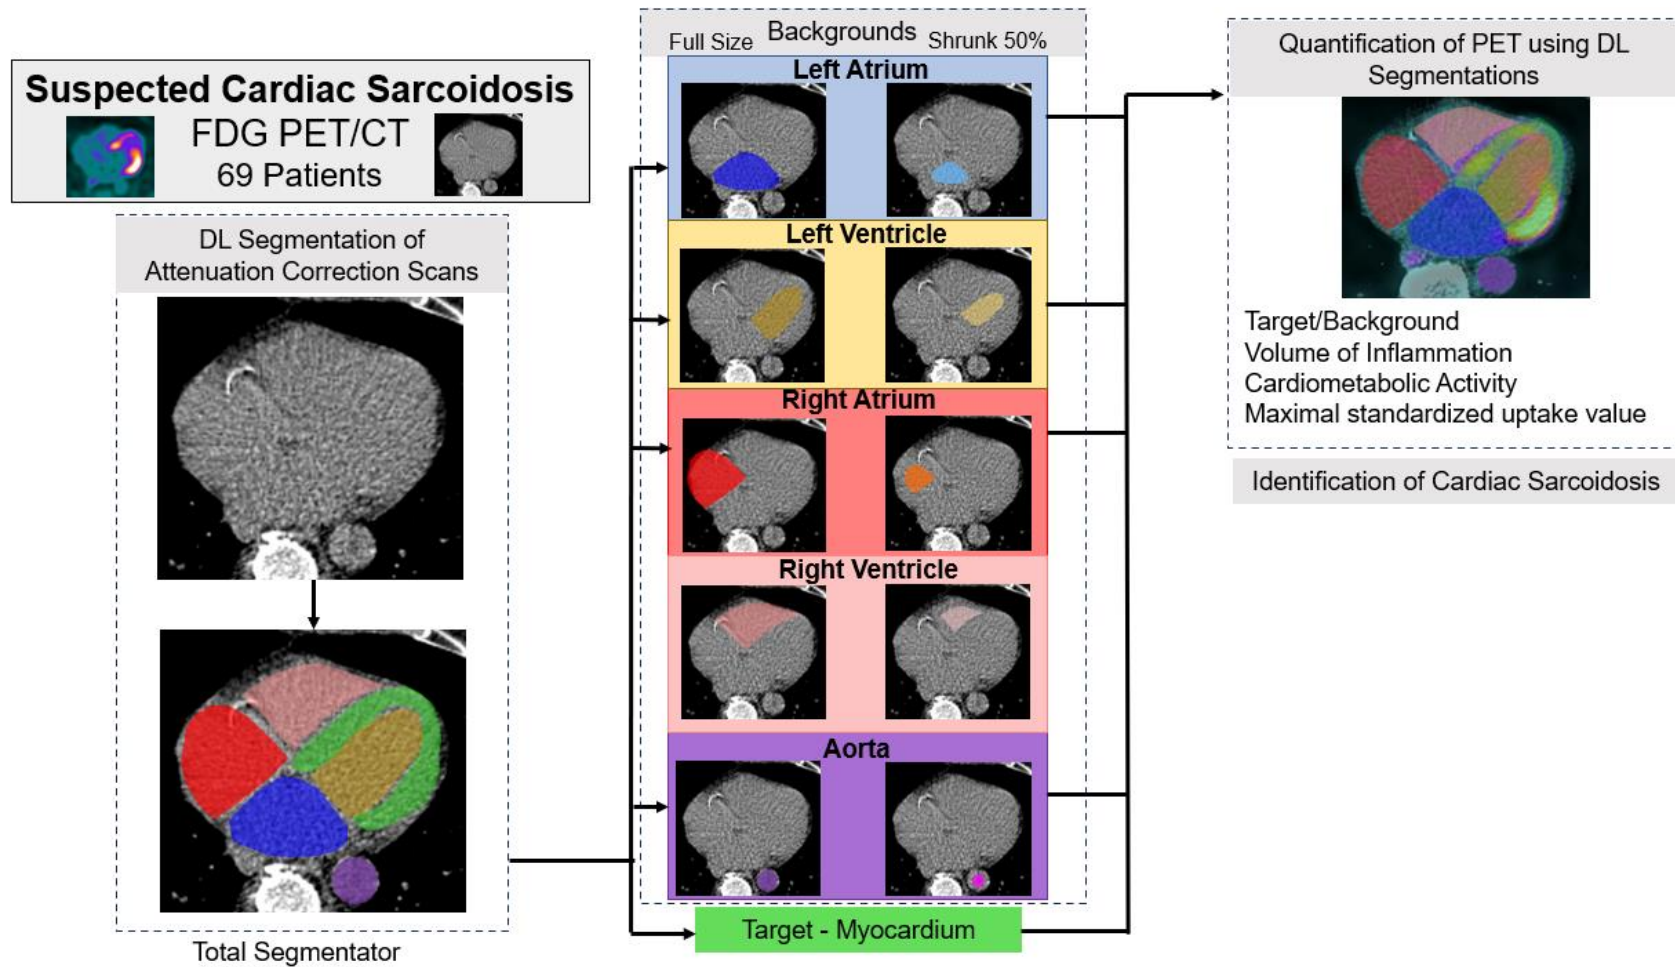 Suspected Cardiac Sarcoidosis
FDG PET/CT
69 Patients
DL Segmentation of
Attenuation Correction Scans
Total Segmentator
Backgrounds
Full Size
Shrunk 50%
Left Atrium
Left Ventricle
Right Atrium
Right Ventricle
Aorta
Target - Myocardium
Quantification of PET using DL
Segmentations
Target/Background
Volume of Inflammation
Cardiometabolic Activity
Maximal standardized uptake value
Identification of Cardiac Sarcoidosis